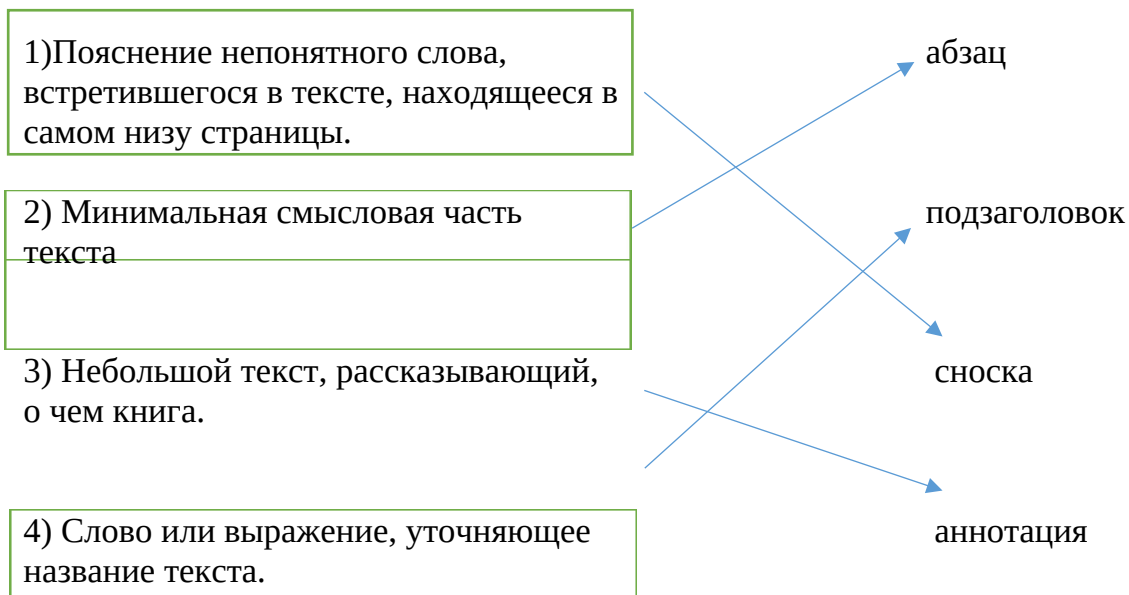 1)Пояснение непонятного слова,
встретившегося в тексте, находящееся в
самом низу страницы.
абзац
2) Минимальная смысловая часть
текста
подзаголовок
3) Небольшой текст, рассказывающий,
о чем книга.
сноска
4) Слово или выражение, уточняющее
название текста.
аннотация